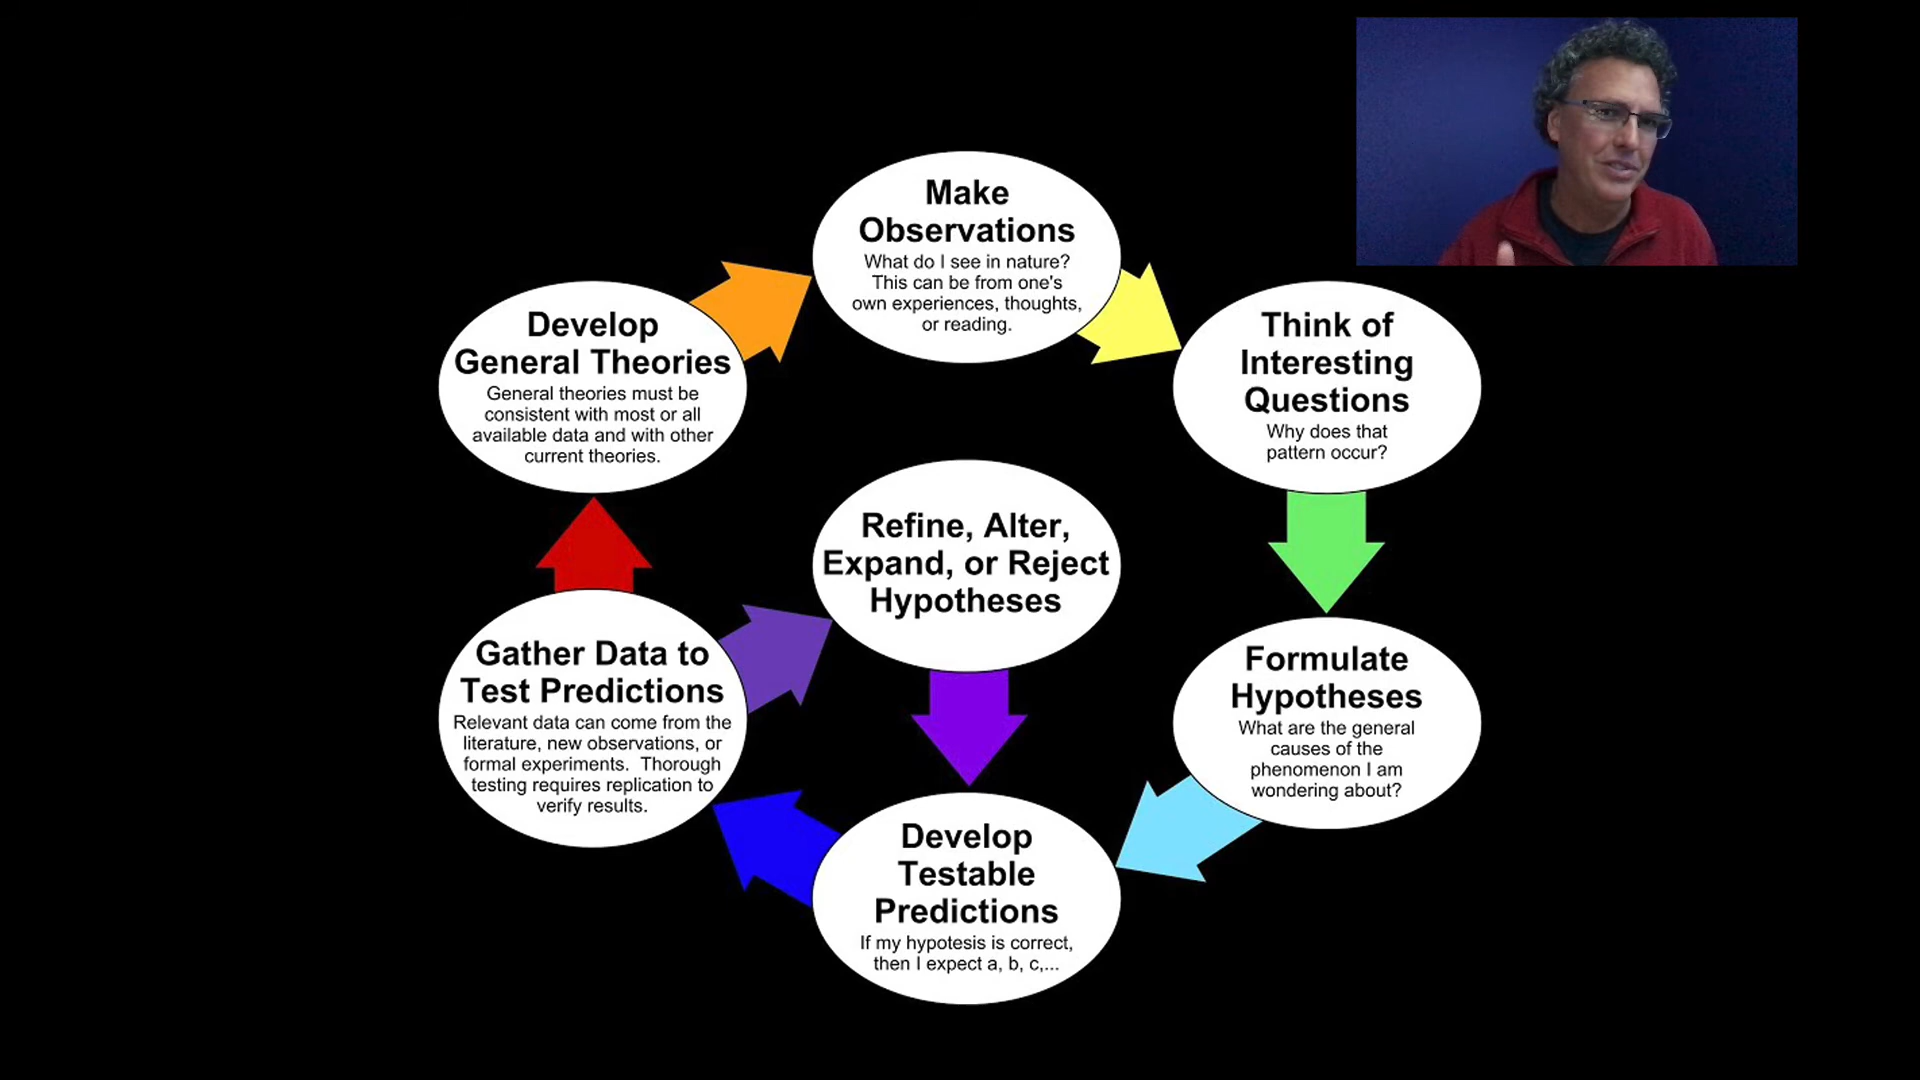 Make
Observations
What do I see in nature?
This can be from one's
own experiences, thoughts,
or reading.
Think of
Interesting
Questions
Why does that
pattern occur?
Formulate
Hypotheses
What are the general
causes of the
phenomenon I am
wondering about?
Develop
Testable
Predictions
If my hypotesis is correct,
then I expect a, b, c,...
Gather Data to
Test Predictions
Relevant data can come from the
literature, new observations, or
formal experiments.  Thorough
testing requires replication to
verify results.
Refine, Alter,
Expand, or Reject
Hypotheses
Develop
General Theories
General theories must be
consistent with most or all
available data and with other
current theories.